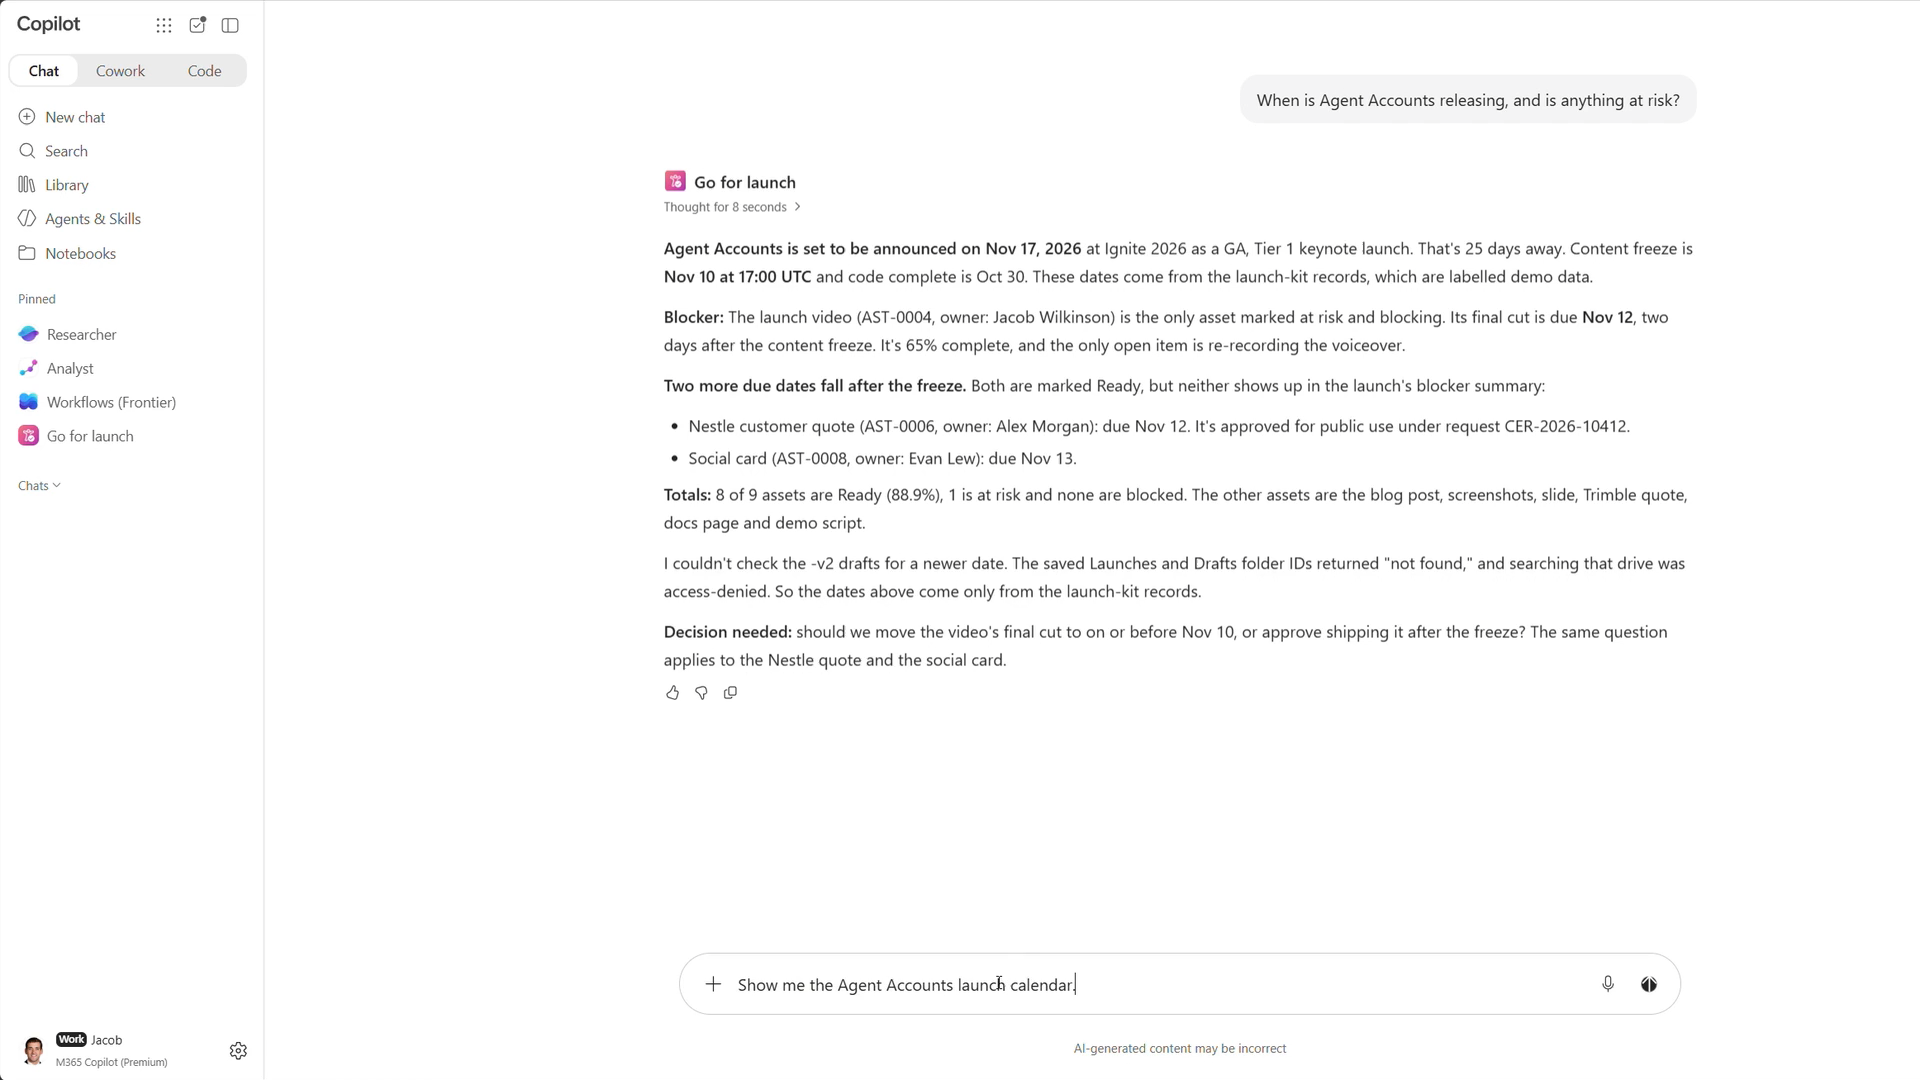 Copilot
Chat
Cowork
Code
New chat
Search
Library
Agents & Skills
Notebooks
Pinned
Researcher
Analyst
Workflows (Frontier)
Go for launch
Chats
When is Agent Accounts releasing, and is anything at risk?
Go for launch
Thought for 8 seconds
Agent Accounts is set to be announced on Nov 17, 2026 at Ignite 2026 as a GA, Tier 1 keynote launch. That's 25 days away. Content freeze is
Nov 10 at 17:00 UTC and code complete is Oct 30. These dates come from the launch-kit records, which are labelled demo data.
Blocker: The launch video (AST-0004, owner: Jacob Wilkinson) is the only asset marked at risk and blocking. Its final cut is due Nov 12, two
days after the content freeze. It's 65% complete, and the only open item is re-recording the voiceover.
Two more due dates fall after the freeze. Both are marked Ready, but neither shows up in the launch's blocker summary:
• Nestle customer quote (AST-0006, owner: Alex Morgan): due Nov 12. It's approved for public use under request CER-2026-10412.
• Social card (AST-0008, owner: Evan Lew): due Nov 13.
Totals: 8 of 9 assets are Ready (88.9%), 1 is at risk and none are blocked. The other assets are the blog post, screenshots, slide, Trimble quote,
docs page and demo script.
I couldn't check the -v2 drafts for a newer date. The saved Launches and Drafts folder IDs returned "not found," and searching that drive was
access-denied. So the dates above come only from the launch-kit records.
Decision needed: should we move the video's final cut to on or before Nov 10, or approve shipping it after the freeze? The same question
applies to the Nestle quote and the social card.
Show me the Agent Accounts launch calendar.
AI-generated content may be incorrect
Work Jacob
M365 Copilot (Premium)